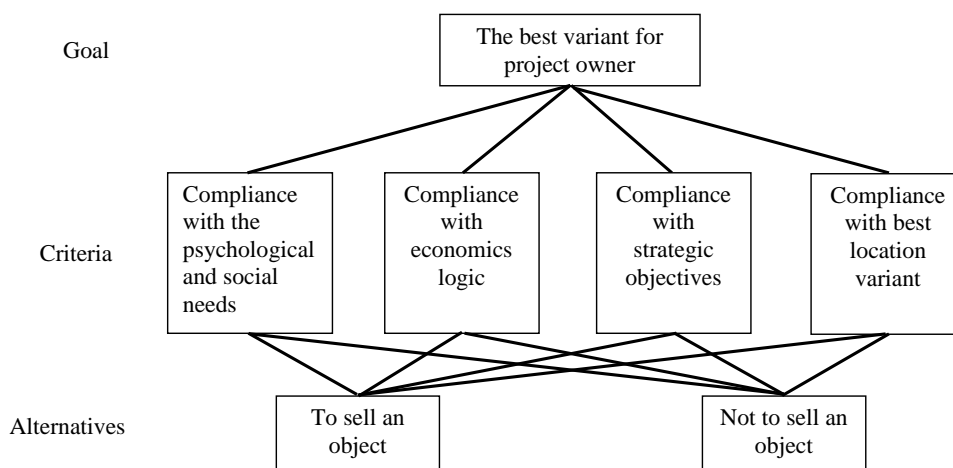 Goal
The best variant for
project owner
Criteria
Compliance
with the
psychological
and social
needs
Compliance
with
economics
logic
Compliance
with
strategic
objectives
Compliance
with best
location
variant
Alternatives
To sell an
object
Not to sell an
object